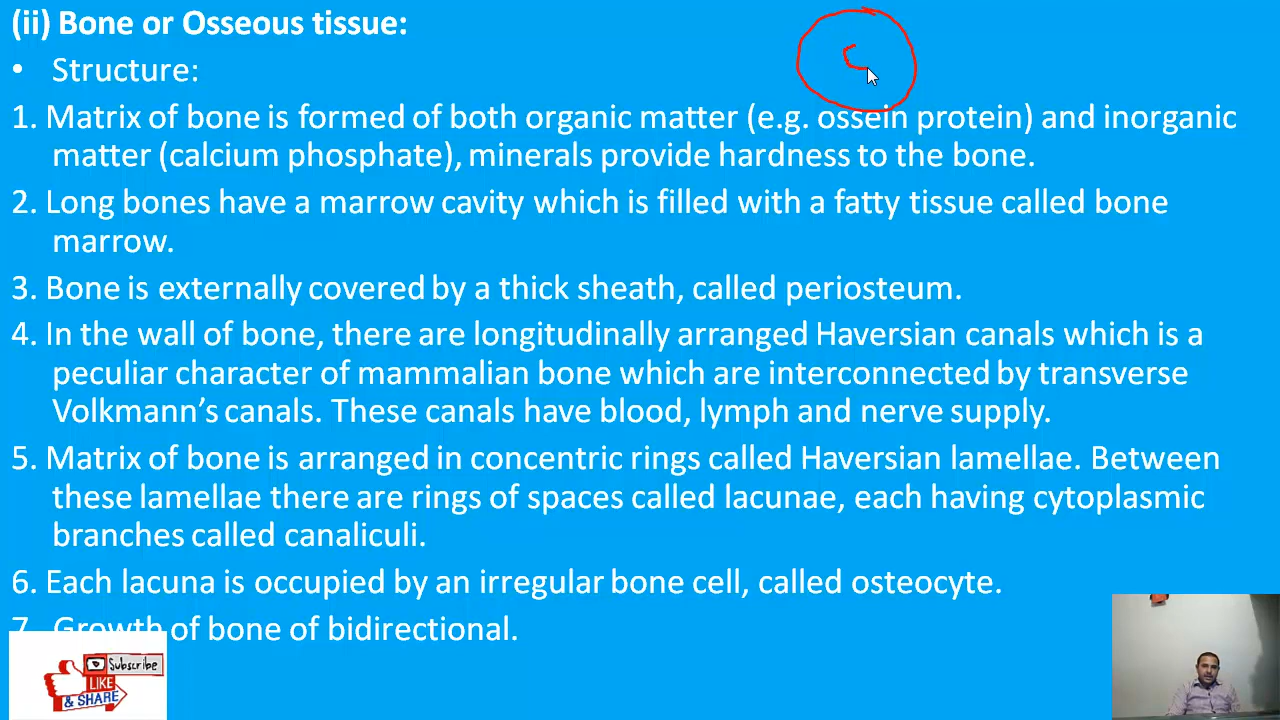 (ii) Bone or Osseous tissue:
• Structure:
1. Matrix of bone is formed of both organic matter (e.g. ossein protein) and inorganic
matter (calcium phosphate), minerals provide hardness to the bone.
2. Long bones have a marrow cavity which is filled with a fatty tissue called bone
marrow.
3. Bone is externally covered by a thick sheath, called periosteum.
4. In the wall of bone, there are longitudinally arranged Haversian canals which is a
peculiar character of mammalian bone which are interconnected by transverse
Volkmann’s canals. These canals have blood, lymph and nerve supply.
5. Matrix of bone is arranged in concentric rings called Haversian lamellae. Between
these lamellae there are rings of spaces called lacunae, each having cytoplasmic
branches called canaliculi.
6. Each lacuna is occupied by an irregular bone cell, called osteocyte.
7. Growth of bone of bidirectional.
Subscribe
LIKE
& SHARE